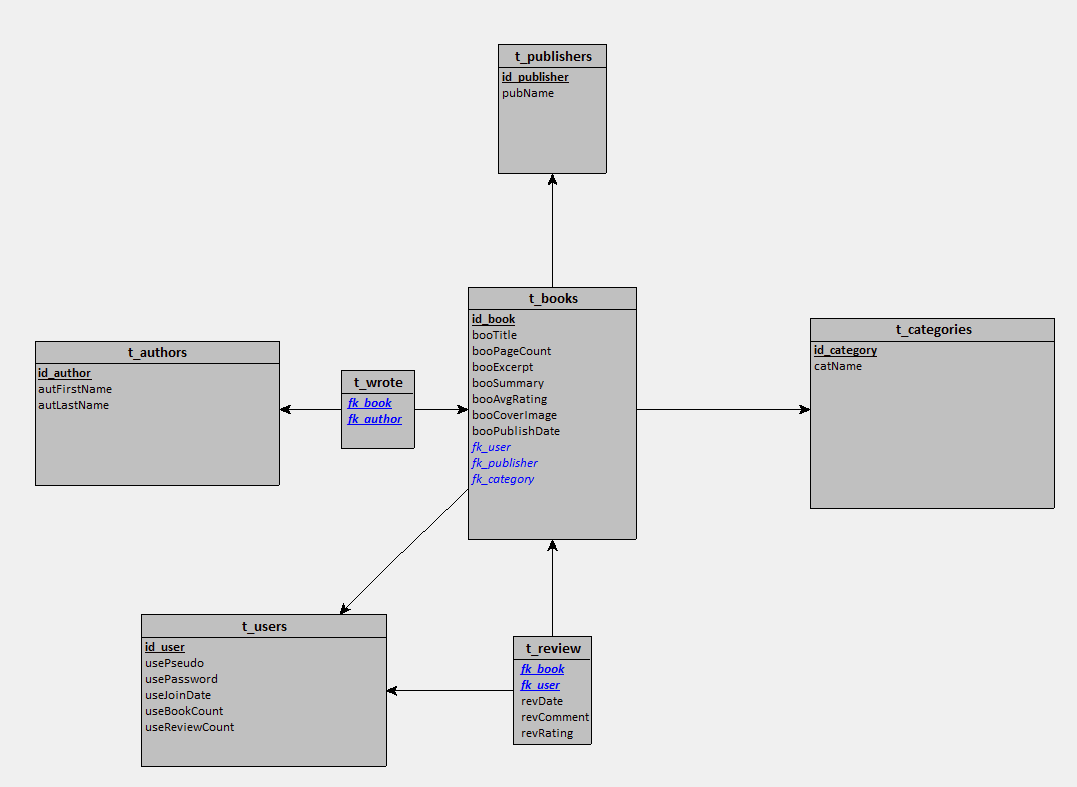 t_publishers
id_publisher
pubName
t_books
id_book
booTitle
booPageCount
booExcerpt
booSummary
booAvgRating
booCoverImage
booPublishDate
fk_user
fk_publisher
fk_category
t_categories
id_category
catName
t_authors
id_author
autFirstName
autLastName
t_wrote
fk_book
fk_author
t_users
id_user
usePseudo
usePassword
useJoinDate
useBookCount
useReviewCount
t_review
fk_book
fk_user
revDate
revComment
revRating